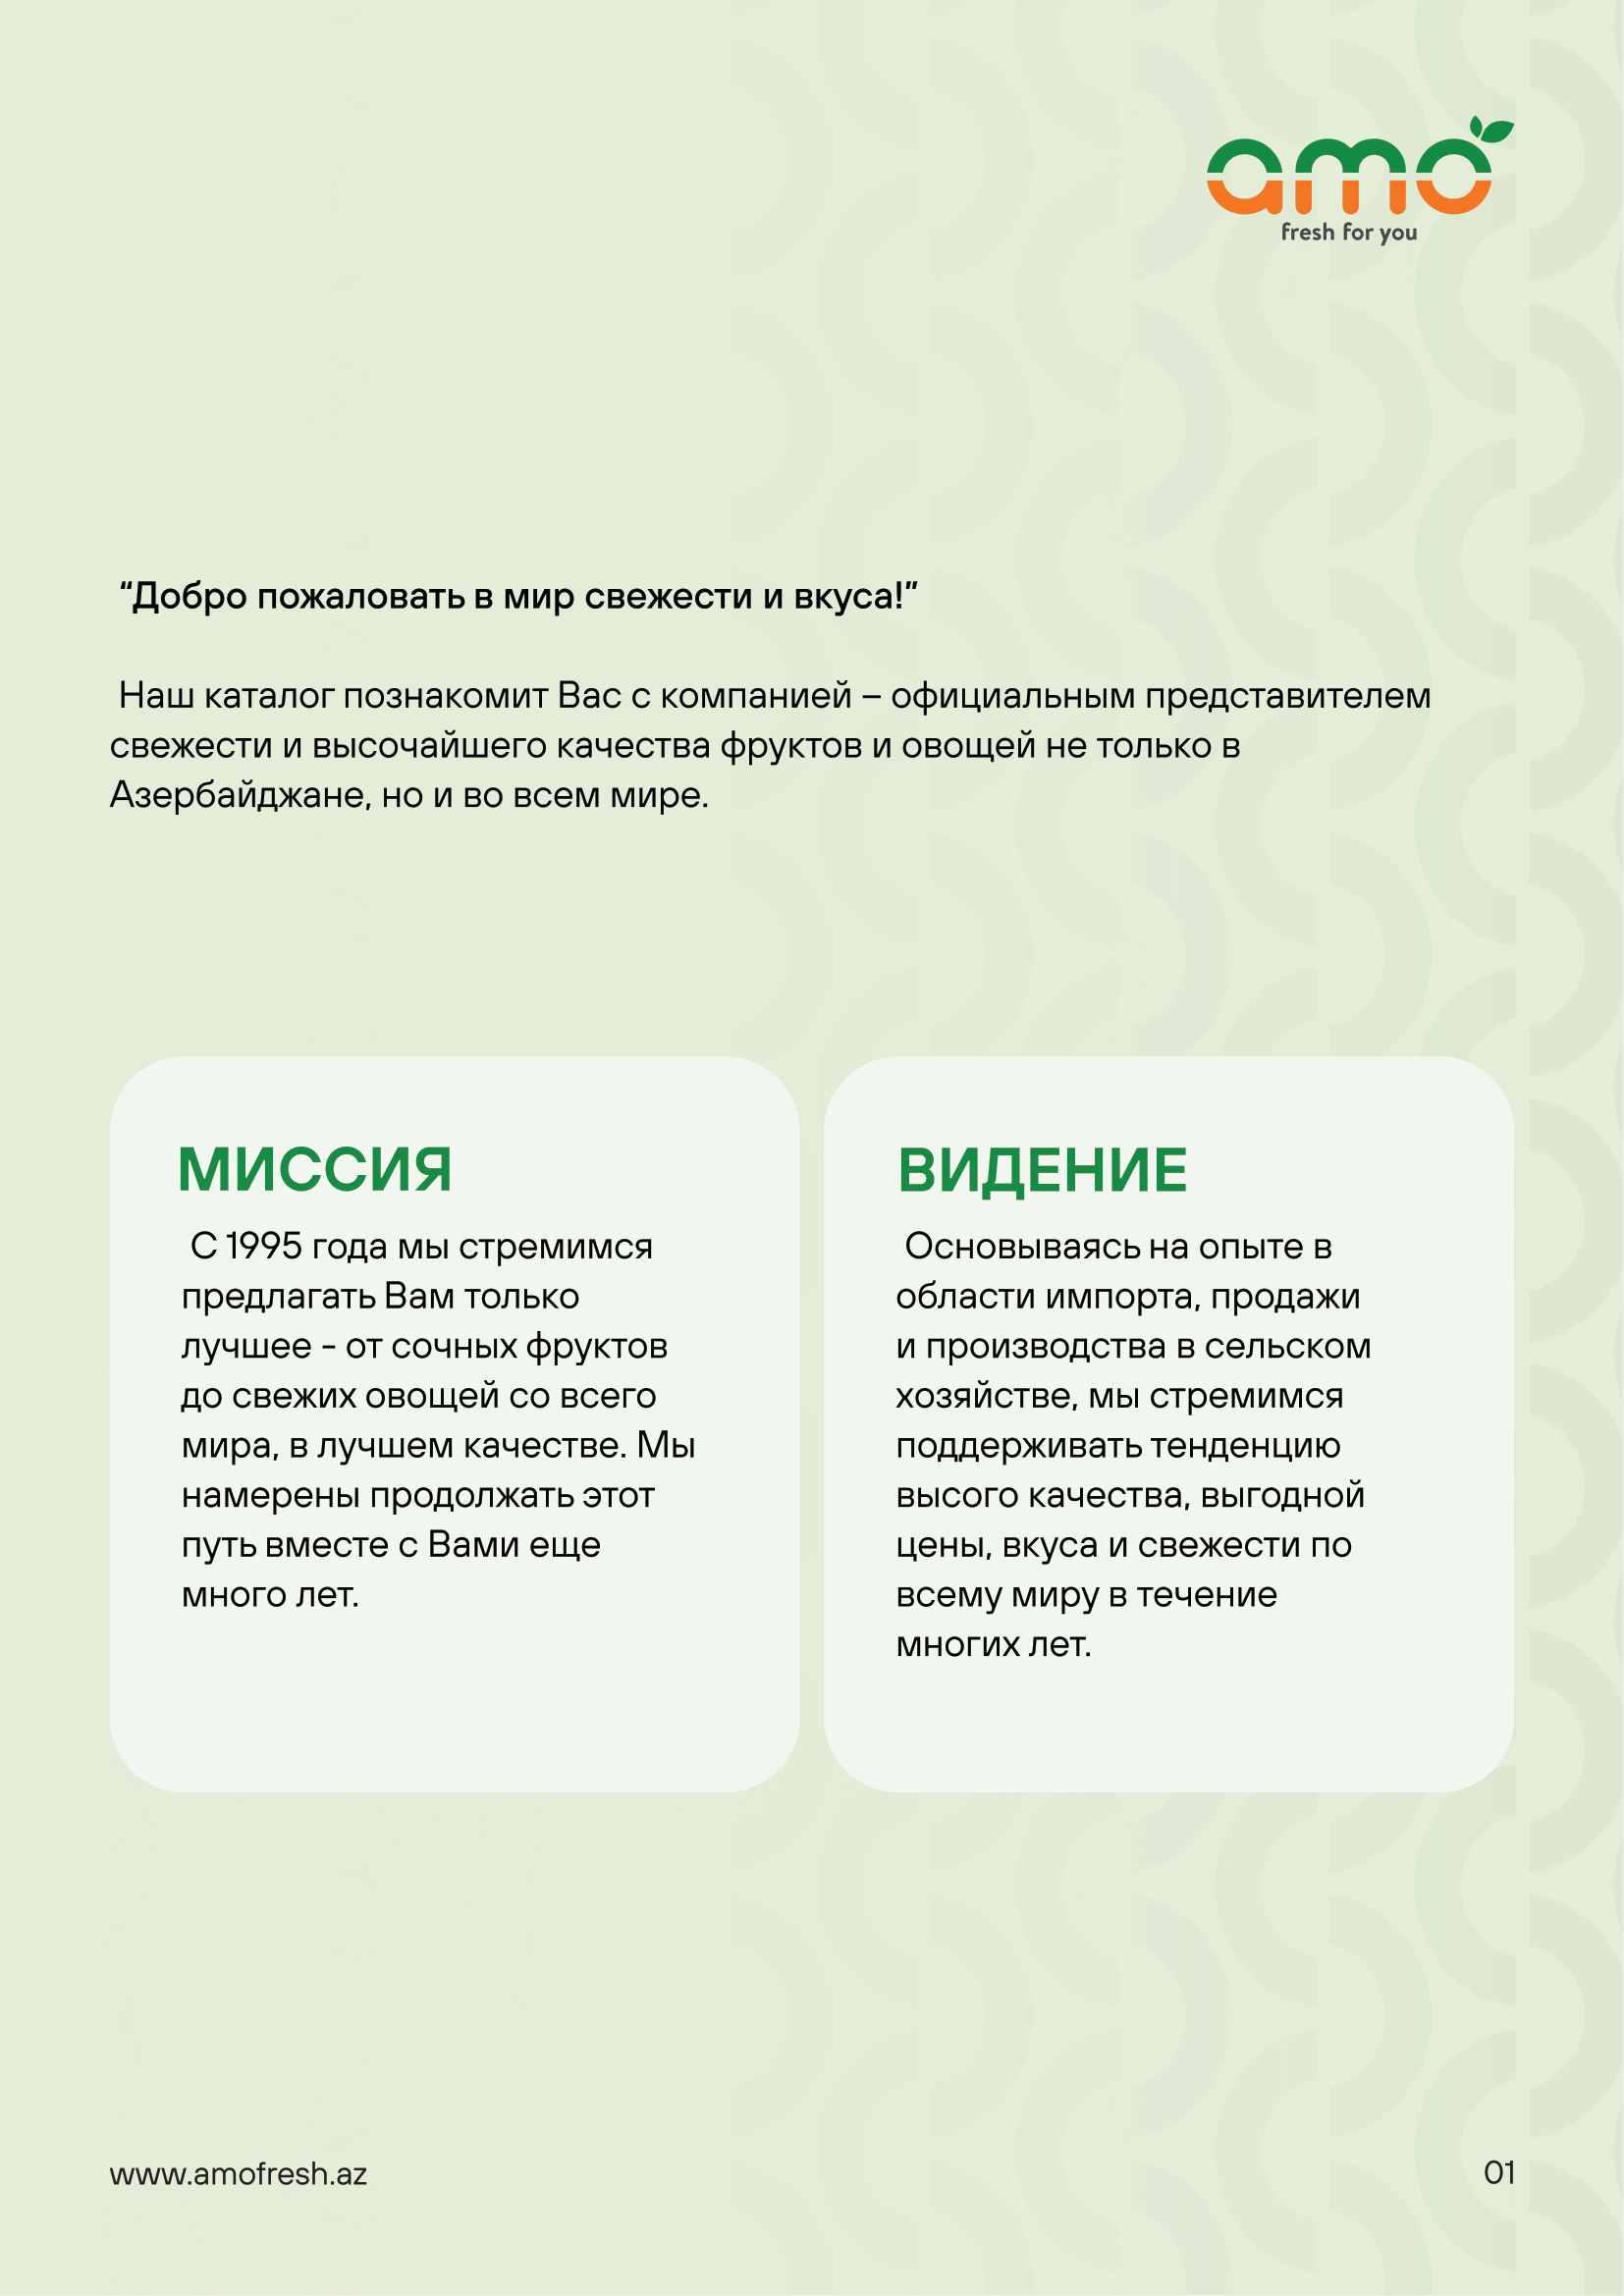 amo
fresh for you
“Добро пожаловать в мир свежести и вкуса!”
Наш каталог познакомит Вас с компанией – официальным представителем
свежести и высочайшего качества фруктов и овощей не только в
Азербайджане, но и во всем мире.
МИССИЯ
С 1995 года мы стремимся
предлагать Вам только
лучшее - от сочных фруктов
до свежих овощей со всего
мира, в лучшем качестве. Мы
намерены продолжать этот
путь вместе с Вами еще
много лет.
ВИДЕНИЕ
Основываясь на опыте в
области импорта, продажи
и производства в сельском
хозяйстве, мы стремимся
поддерживать тенденцию
высого качества, выгодной
цены, вкуса и свежести по
всему миру в течение
многих лет.
www.amofresh.az
01